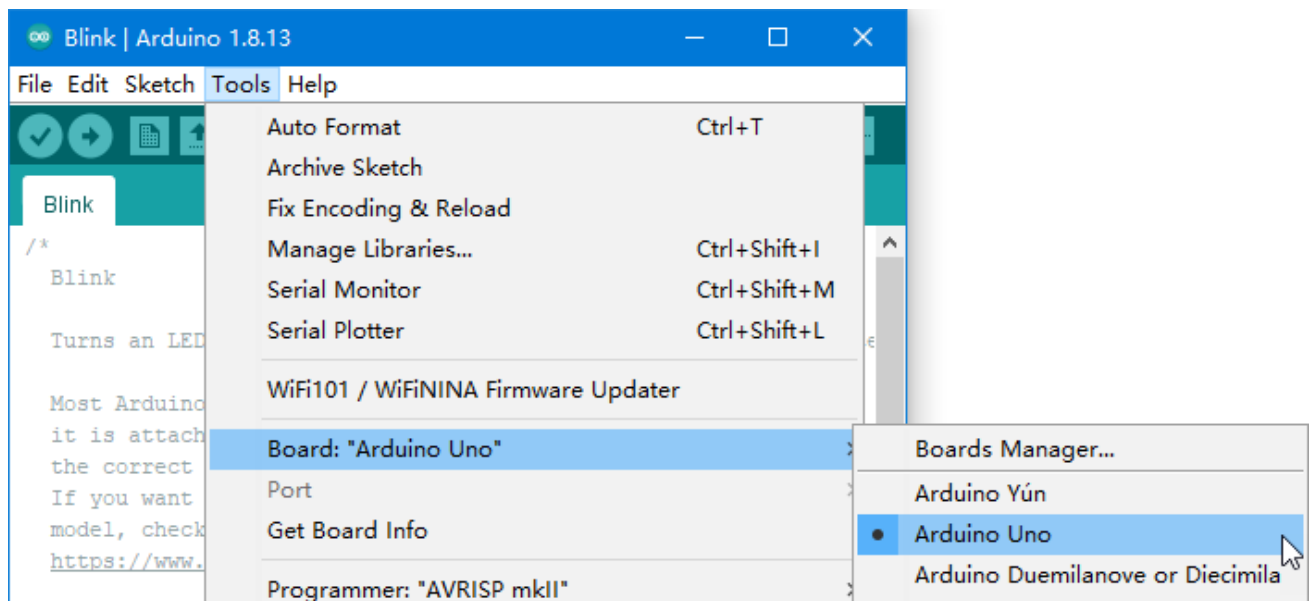 Blink | Arduino 1.8.13
File Edit Sketch Tools Help
Auto Format Ctrl+T
Archive Sketch
Fix Encoding & Reload
Manage Libraries... Ctrl+Shift+I
Serial Monitor Ctrl+Shift+M
Serial Plotter Ctrl+Shift+L
WiFi101 / WiFiNINA Firmware Updater
Board: "Arduino Uno"
Port
Get Board Info
Programmer: "AVRISP mkII"
Boards Manager...
Arduino Yún
Arduino Uno
Arduino Duemilanove or Diecimila
Blink
/*
Blink
Turns an LED
Most Arduino
it is attach
the correct
If you want
model, check
https://www.